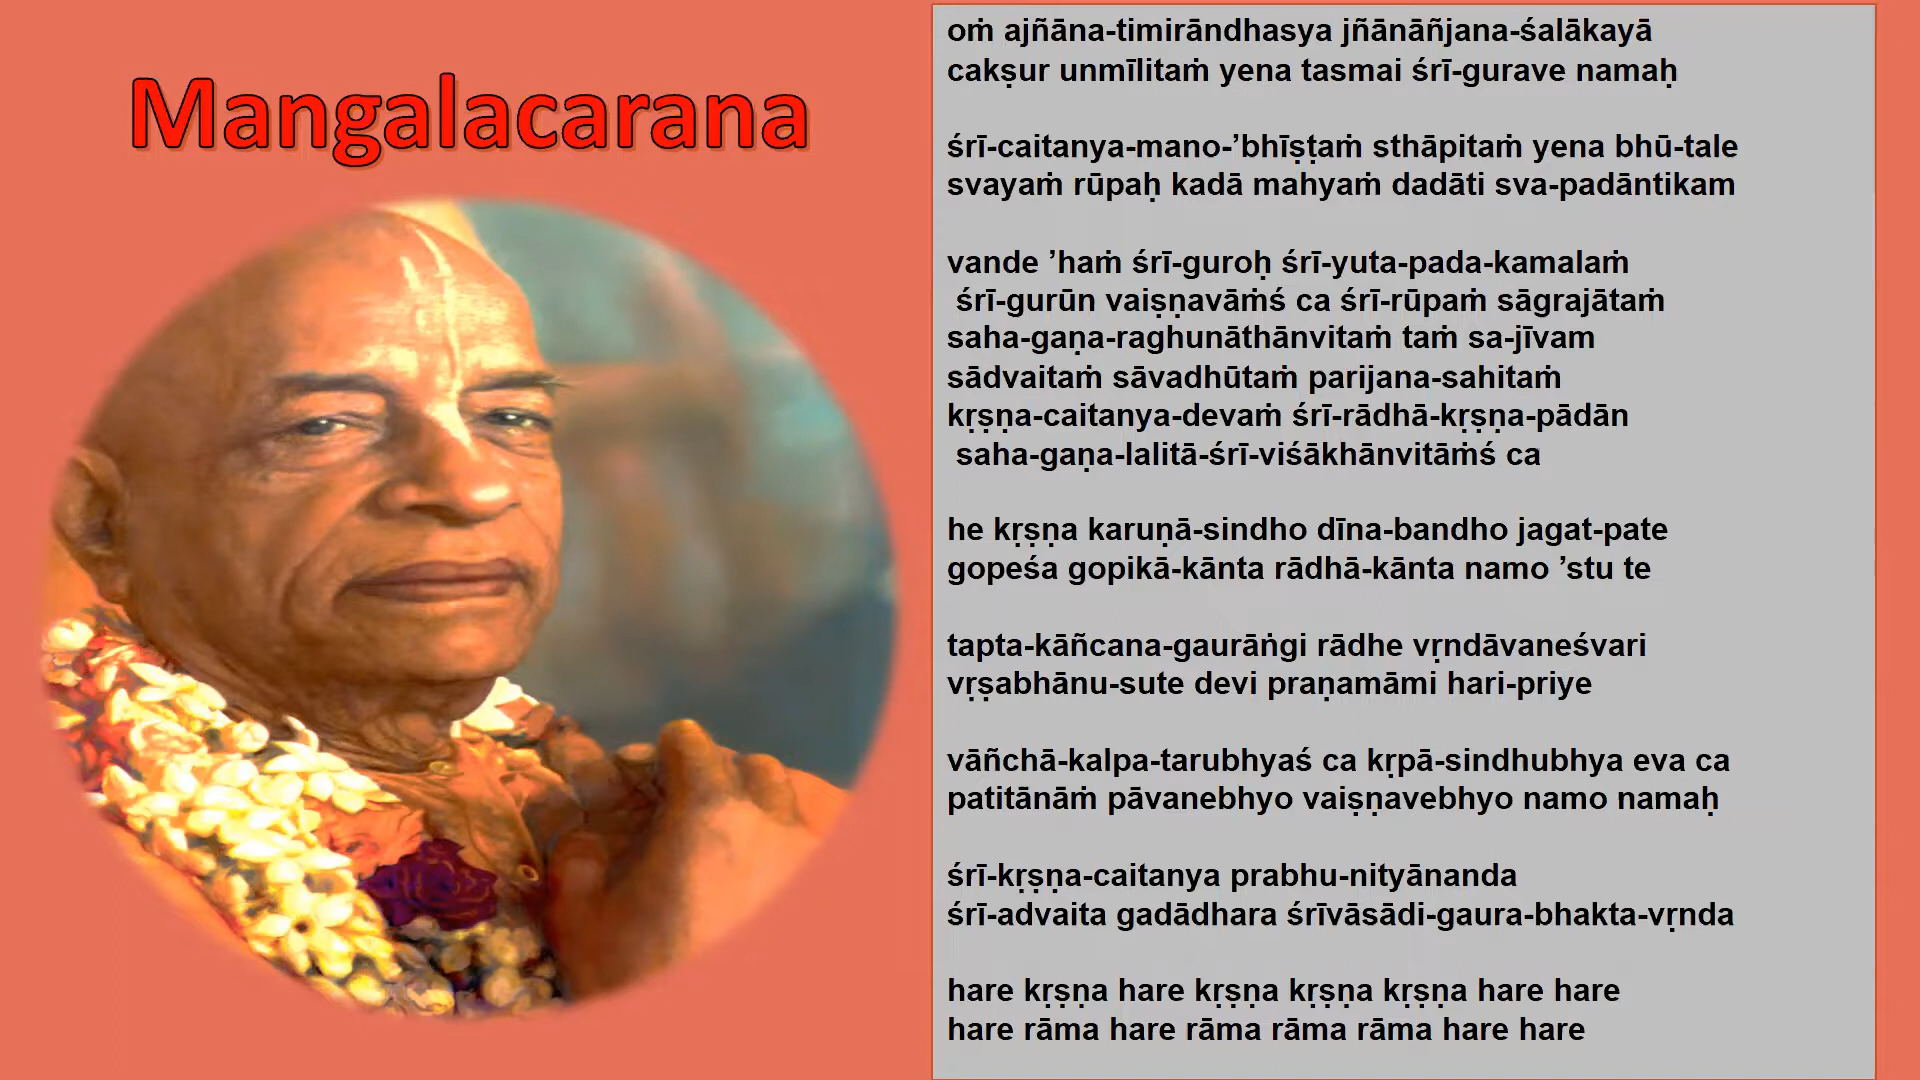 Mangalacarana
oṁ ajñāna-timirāndhasya jñānāñjana-śalākayā
cakṣur unmīlitaṁ yena tasmai śrī-gurave namaḥ
śrī-caitanya-mano-’bhīṣṭaṁ sthāpitaṁ yena bhū-tale
svayaṁ rūpaḥ kadā mahyaṁ dadāti sva-padāntikam
vande ’haṁ śrī-guroḥ śrī-yuta-pada-kamalaṁ
śrī-gurūn vaiṣṇavāṁś ca śrī-rūpaṁ sāgrajātaṁ
saha-gaṇa-raghunāthānvitaṁ taṁ sa-jīvam
sādvaitaṁ sāvadhūtaṁ parijana-sahitaṁ
kṛṣṇa-caitanya-devaṁ śrī-rādhā-kṛṣṇa-pādān
saha-gaṇa-lalitā-śrī-viśākhānvitāṁś ca
he kṛṣṇa karuṇā-sindho dīna-bandho jagat-pate
gopeśa gopikā-kānta rādhā-kānta namo ’stu te
tapta-kāñcana-gaurāṅgi rādhe vṛndāvaneśvari
vṛṣabhānu-sute devi praṇamāmi hari-priye
vāñchā-kalpa-tarubhyaś ca kṛpā-sindhubhya eva ca
patitānāṁ pāvanebhyo vaiṣṇavebhyo namo namaḥ
śrī-kṛṣṇa-caitanya prabhu-nityānanda
śrī-advaita gadādhara śrīvāsādi-gaura-bhakta-vṛnda
hare kṛṣṇa hare kṛṣṇa kṛṣṇa kṛṣṇa hare hare
hare rāma hare rāma rāma rāma hare hare